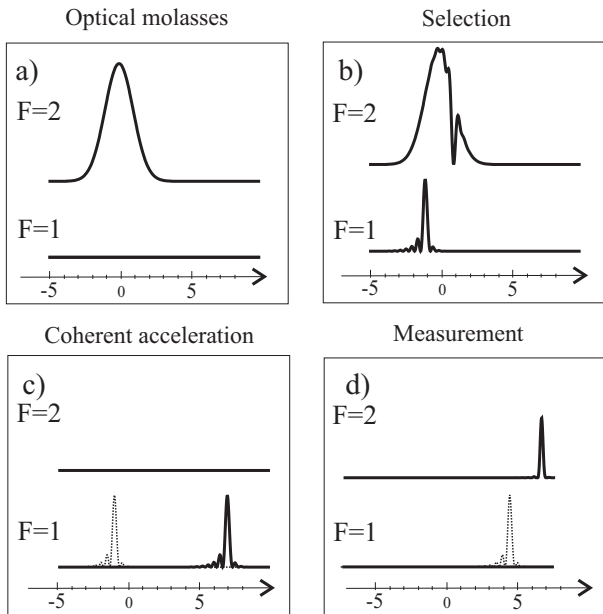 Optical molasses
a)
F=2
F=1
-5 0 5
Selection
b)
F=2
F=1
-5 0 5
Coherent acceleration
c)
F=2
F=1
-5 0 5
Measurement
d)
F=2
F=1
-5 0 5